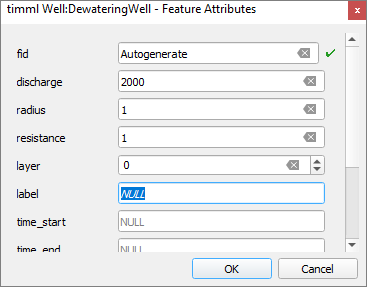 timml Well:DewateringWell - Feature Attributes
fid Autogenerate
discharge 2000
radius 1
resistance 1
layer 0
label NULL
time_start NULL
time_end NULL
OK Cancel